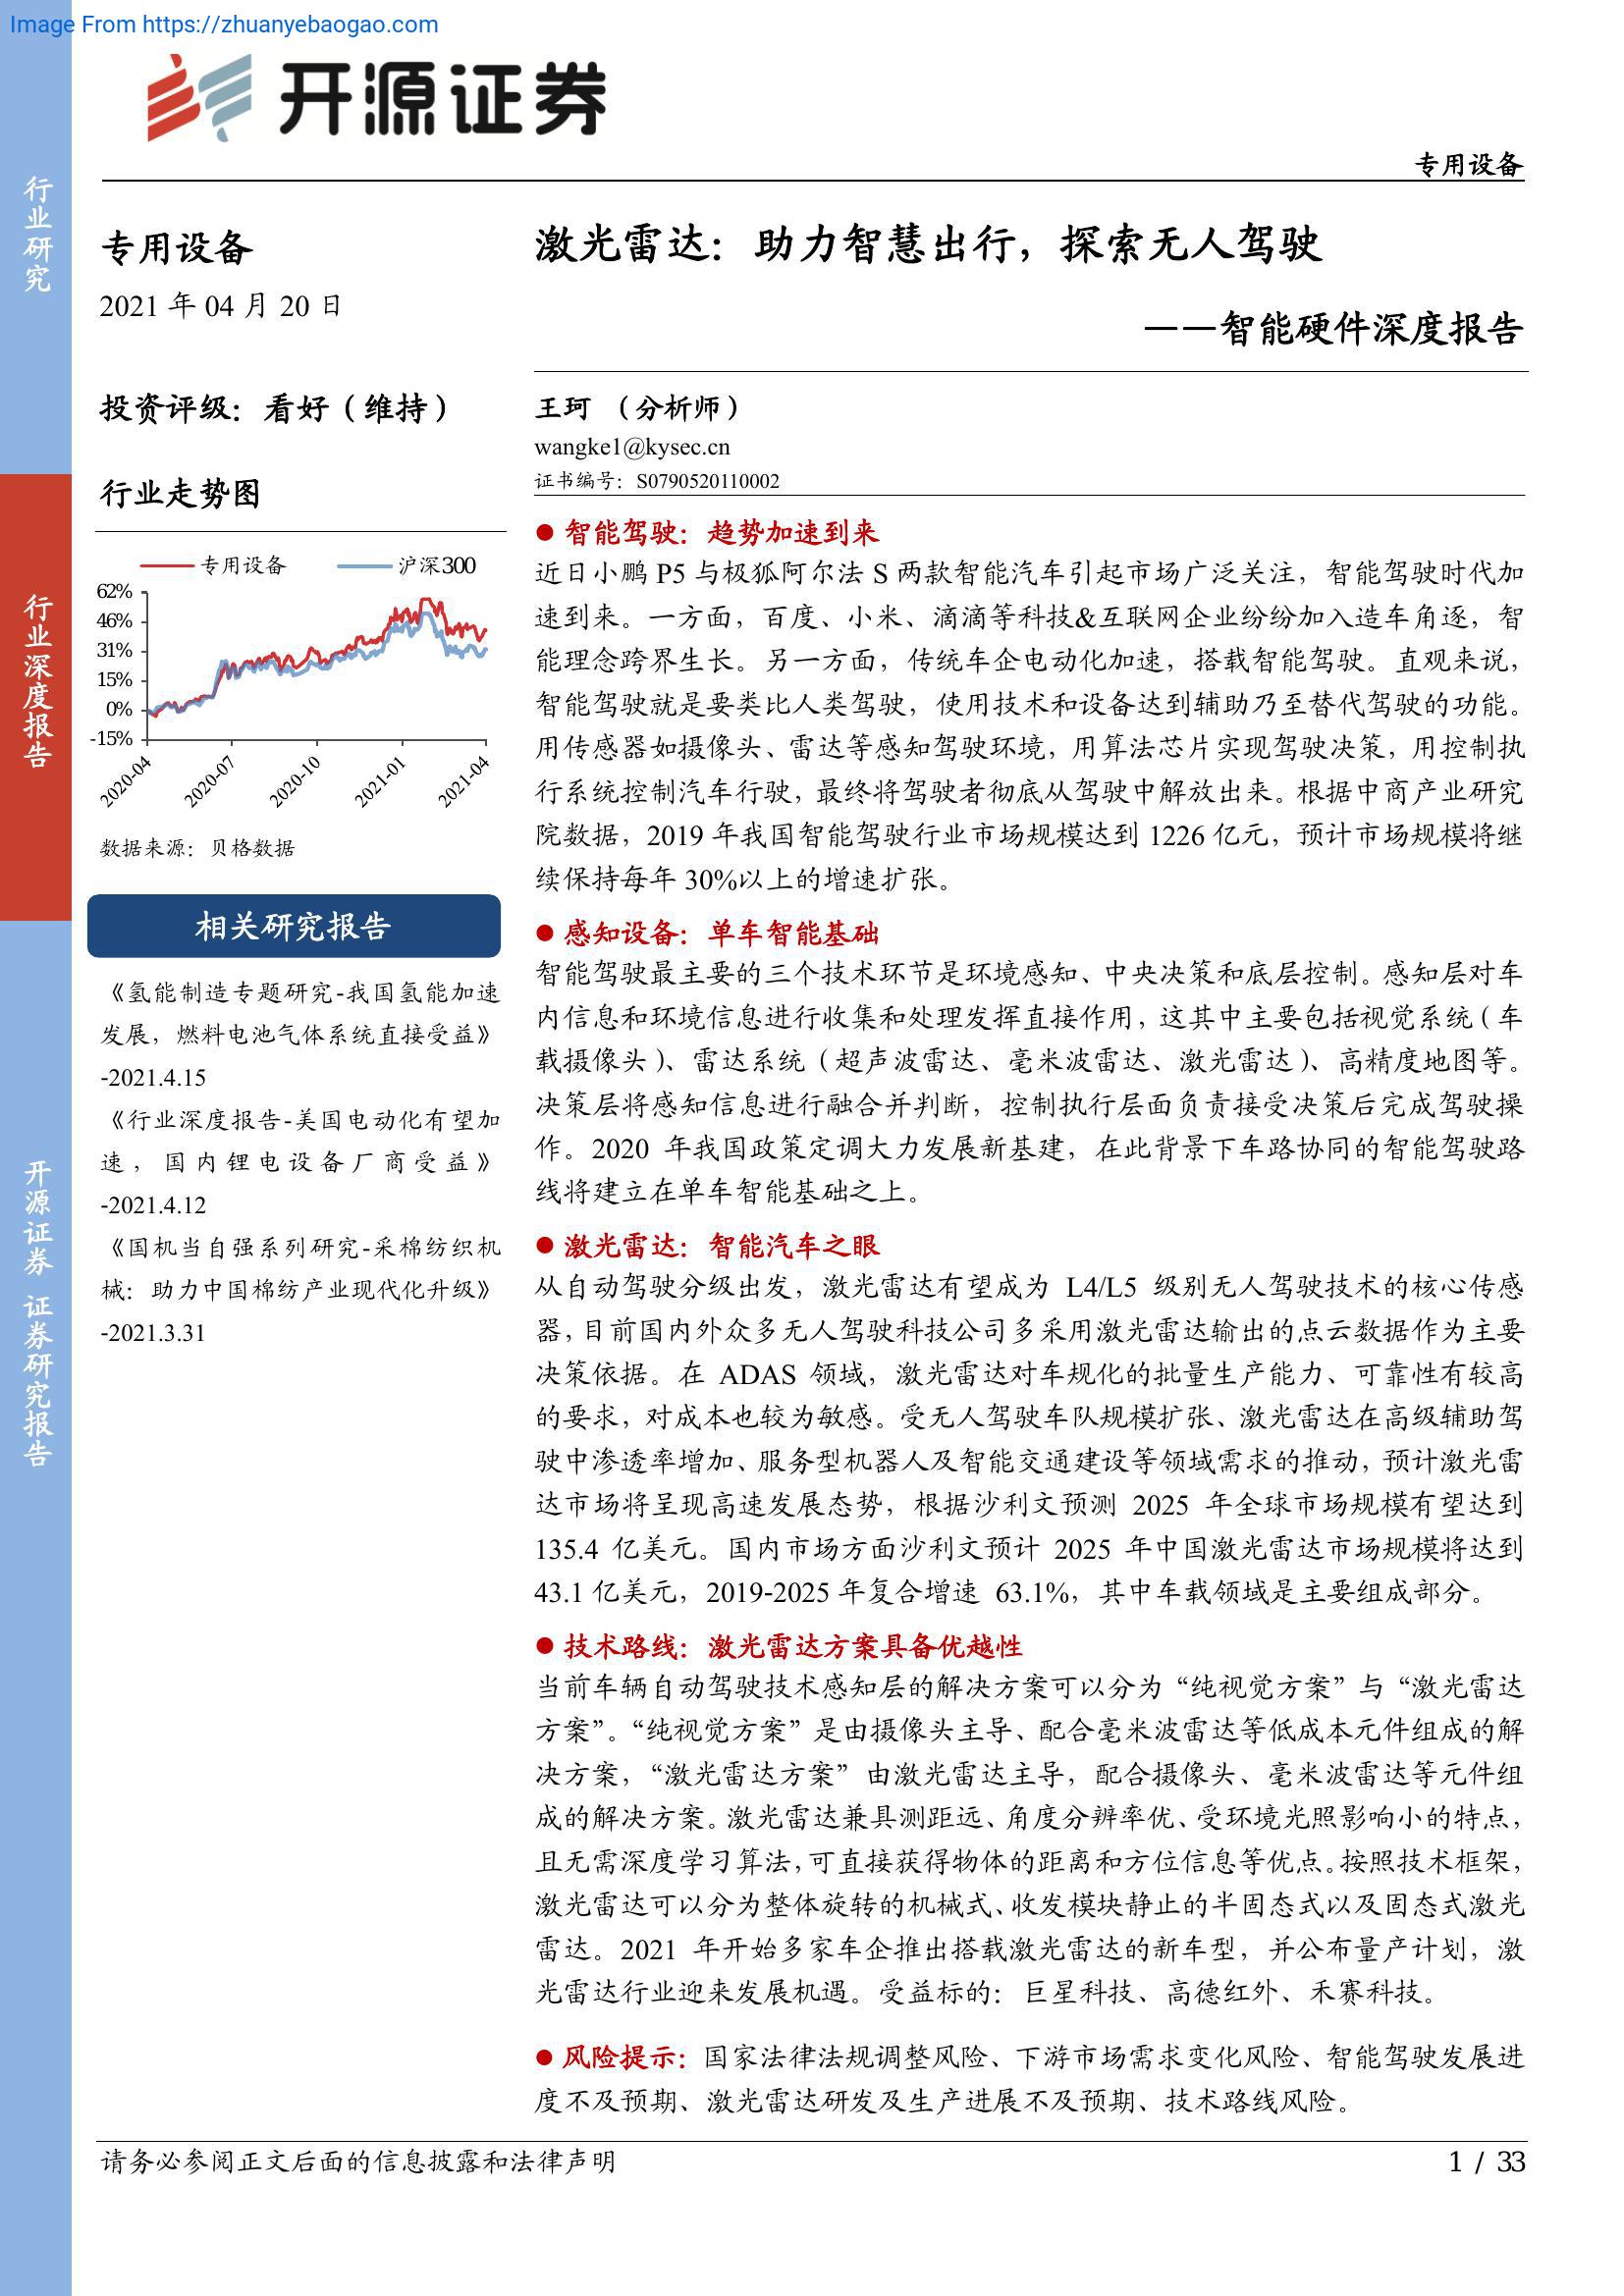 Image From https://zhuanyebaogao.com
开源证券
专用设备
行业研究
行业深度报告
开源证券 证券研究报告
专用设备
2021 年 04 月 20 日
投资评级：看好（维持）
行业走势图
专用设备
沪深300
62%
46%
31%
15%
0%
-15%
2020-04
2020-07
2020-10
2021-01
2021-04
数据来源：贝格数据
相关研究报告
《氢能制造专题研究-我国氢能加速
发展，燃料电池气体系统直接受益》
-2021.4.15
《行业深度报告-美国电动化有望加
速，国内锂电设备厂商受益》
-2021.4.12
《国机当自强系列研究-采棉纺织机
械：助力中国棉纺产业现代化升级》
-2021.3.31
激光雷达：助力智慧出行，探索无人驾驶
——智能硬件深度报告
王珂 （分析师）
wangke1@kysec.cn
证书编号：S0790520110002
● 智能驾驶：趋势加速到来
近日小鹏 P5 与极狐阿尔法 S 两款智能汽车引起市场广泛关注，智能驾驶时代加
速到来。一方面，百度、小米、滴滴等科技&互联网企业纷纷加入造车角逐，智
能理念跨界生长。另一方面，传统车企电动化加速，搭载智能驾驶。直观来说，
智能驾驶就是要类比人类驾驶，使用技术和设备达到辅助乃至替代驾驶的功能。
用传感器如摄像头、雷达等感知驾驶环境，用算法芯片实现驾驶决策，用控制执
行系统控制汽车行驶，最终将驾驶者彻底从驾驶中解放出来。根据中商产业研究
院数据，2019 年我国智能驾驶行业市场规模达到 1226 亿元，预计市场规模将继
续保持每年 30%以上的增速扩张。
● 感知设备：单车智能基础
智能驾驶最主要的三个技术环节是环境感知、中央决策和底层控制。感知层对车
内信息和环境信息进行收集和处理发挥直接作用，这其中主要包括视觉系统（车
载摄像头）、雷达系统（超声波雷达、毫米波雷达、激光雷达）、高精度地图等。
决策层将感知信息进行融合并判断，控制执行层面负责接受决策后完成驾驶操
作。2020 年我国政策定调大力发展新基建，在此背景下车路协同的智能驾驶路
线将建立在单车智能基础之上。
● 激光雷达：智能汽车之眼
从自动驾驶分级出发，激光雷达有望成为 L4/L5 级别无人驾驶技术的核心传感
器，目前国内外众多无人驾驶科技公司多采用激光雷达输出的点云数据作为主要
决策依据。在 ADAS 领域，激光雷达对车规化的批量生产能力、可靠性有较高
的要求，对成本也较为敏感。受无人驾驶车队规模扩张、激光雷达在高级辅助驾
驶中渗透率增加、服务型机器人及智能交通建设等领域需求的推动，预计激光雷
达市场将呈现高速发展态势，根据沙利文预测 2025 年全球市场规模有望达到
135.4 亿美元。国内市场方面沙利文预计 2025 年中国激光雷达市场规模将达到
43.1 亿美元，2019-2025 年复合增速 63.1%，其中车载领域是主要组成部分。
● 技术路线：激光雷达方案具备优越性
当前车辆自动驾驶技术感知层的解决方案可以分为“纯视觉方案”与“激光雷达
方案”。“纯视觉方案”是由摄像头主导、配合毫米波雷达等低成本元件组成的解
决方案，“激光雷达方案”由激光雷达主导，配合摄像头、毫米波雷达等元件组
成的解决方案。激光雷达兼具测距远、角度分辨率优、受环境光照影响小的特点，
且无需深度学习算法，可直接获得物体的距离和方位信息等优点。按照技术框架，
激光雷达可以分为整体旋转的机械式、收发模块静止的半固态式以及固态式激光
雷达。2021 年开始多家车企推出搭载激光雷达的新车型，并公布量产计划，激
光雷达行业迎来发展机遇。受益标的：巨星科技、高德红外、禾赛科技。
● 风险提示：国家法律法规调整风险、下游市场需求变化风险、智能驾驶发展进
度不及预期、激光雷达研发及生产进展不及预期、技术路线风险。
请务必参阅正文后面的信息披露和法律声明
1 / 33